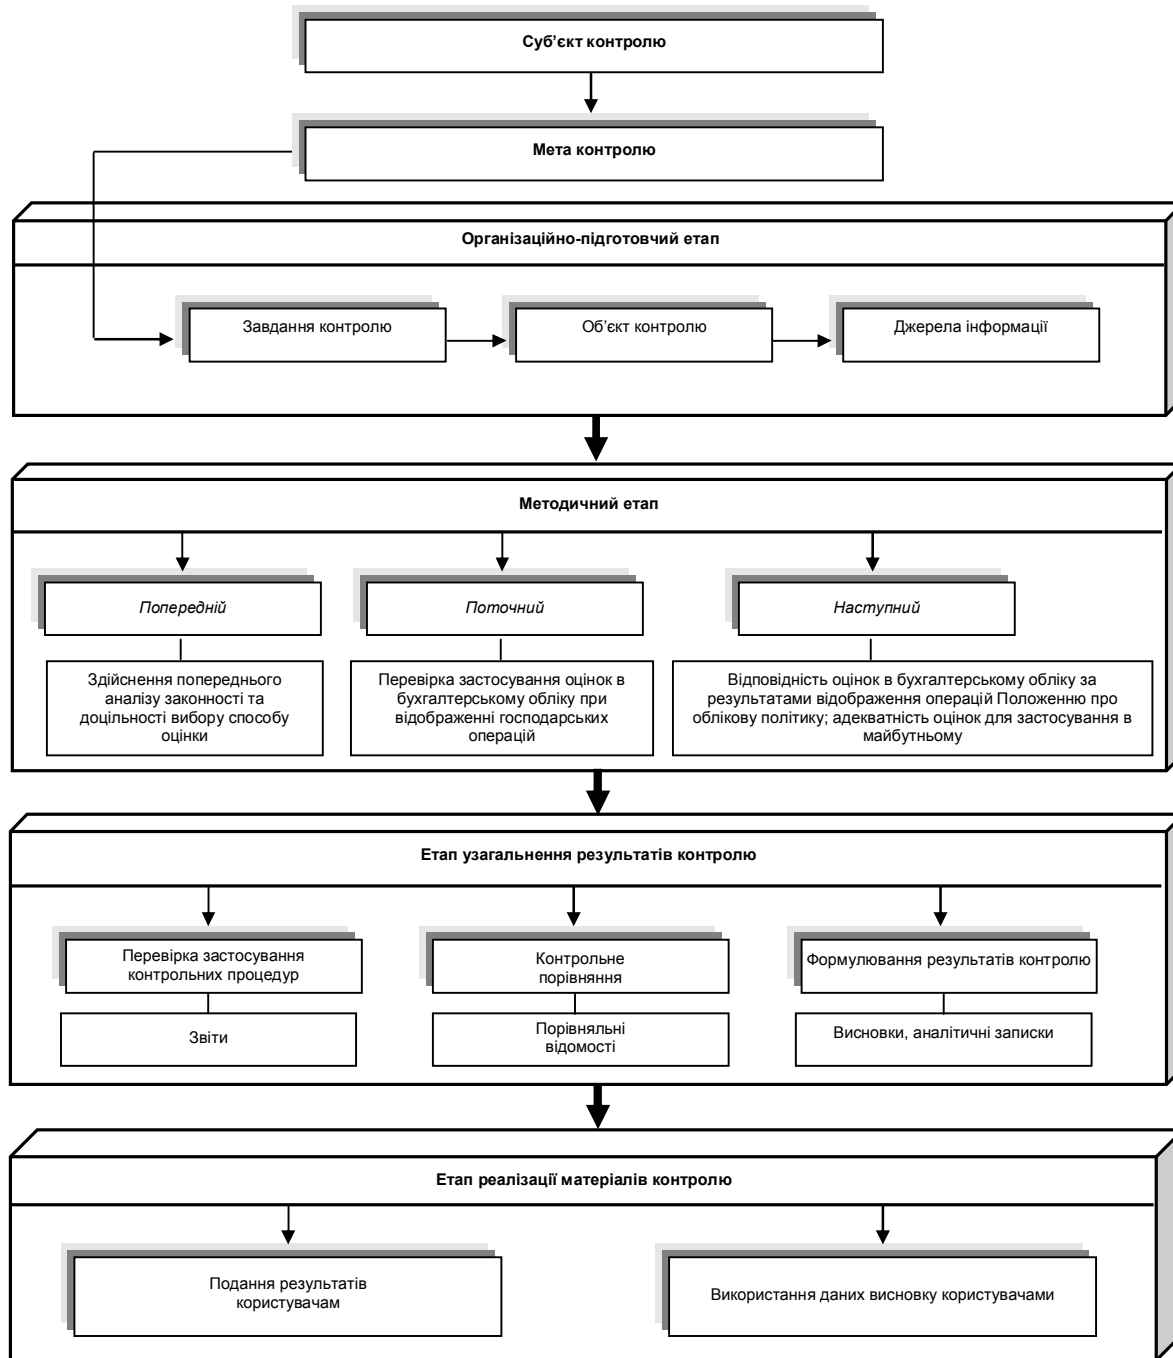 Суб’єкт контролю
Мета контролю
Організаційно-підготовчий етап
Завдання контролю
Об’єкт контролю
Джерела інформації
Методичний етап
Попередній
Поточний
Наступний
Здійснення попереднього
аналізу законності та
доцільності вибору способу
оцінки
Перевірка застосування оцінок в
бухгалтерському обліку при
відображенні господарських
операцій
Відповідність оцінок в бухгалтерському обліку за
результатами відображення операцій Положенню про
облікову політику; адекватність оцінок для застосування в
майбутньому
Етап узагальнення результатів контролю
Перевірка застосування
контрольних процедур
Контрольне
порівняння
Формулювання результатів контролю
Звіти
Порівняльні
відомості
Висновки, аналітичні записки
Етап реалізації матеріалів контролю
Подання результатів
користувачам
Використання даних висновку користувачами